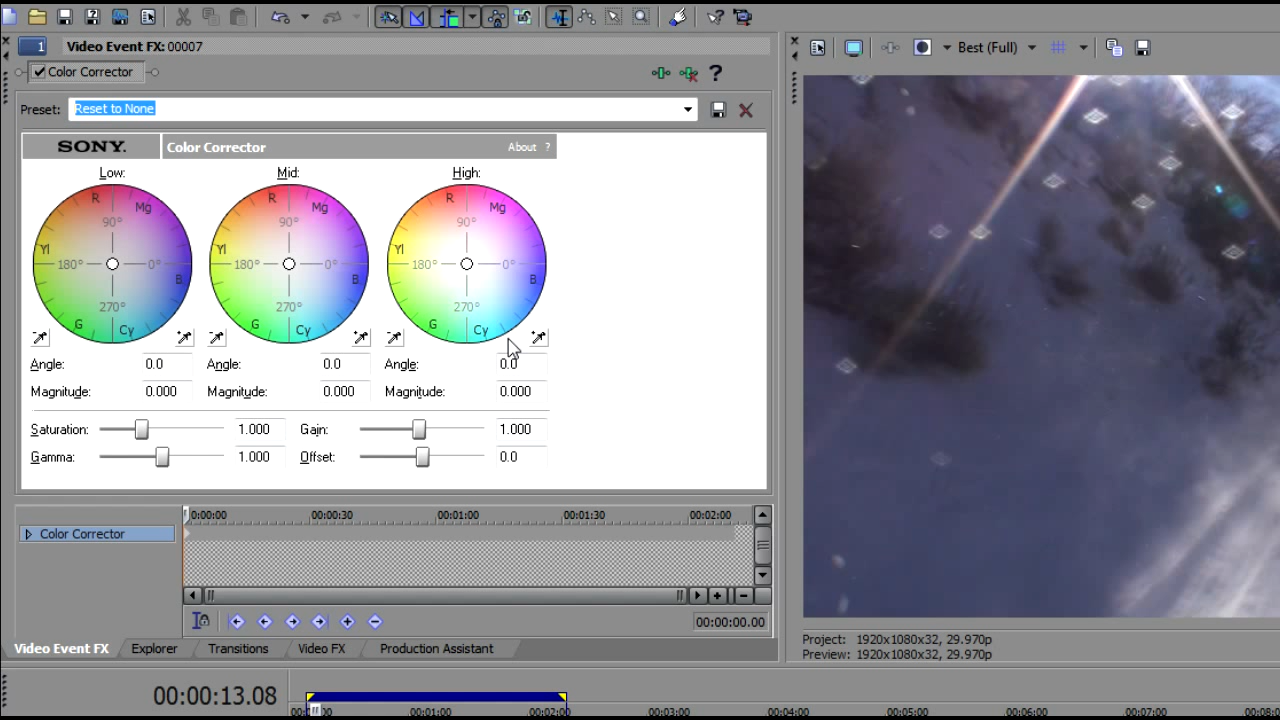 1 Video Event FX: 00007
Best (Full)
Color Corrector
?
Preset: Reset to None
SONY. Color Corrector About ?
Low: Mid: High:
R Mg R Mg R Mg
90° 90° 90°
Yl Yl Yl
180° 0° 180° 0° 180° 0°
B B B
270° 270° 270°
G Cy G Cy G Cy
Angle: 0.0 Angle: 0.0 Angle: 0.0
Magnitude: 0.000 Magnitude: 0.000 Magnitude: 0.000
Saturation: 1.000 Gain: 1.000
Gamma: 1.000 Offset: 0.0
0:00:00 00:00:30 00:01:00 00:01:30 00:02:00
Color Corrector
00:00:00.00
Video Event FX Explorer Transitions Video FX Production Assistant
Project: 1920x1080x32, 29.970p
Preview: 1920x1080x32, 29.970p
00:00:13.08
00:01:00 00:02:00 00:03:00 00:04:00 00:05:00 00:06:00 00:07:00